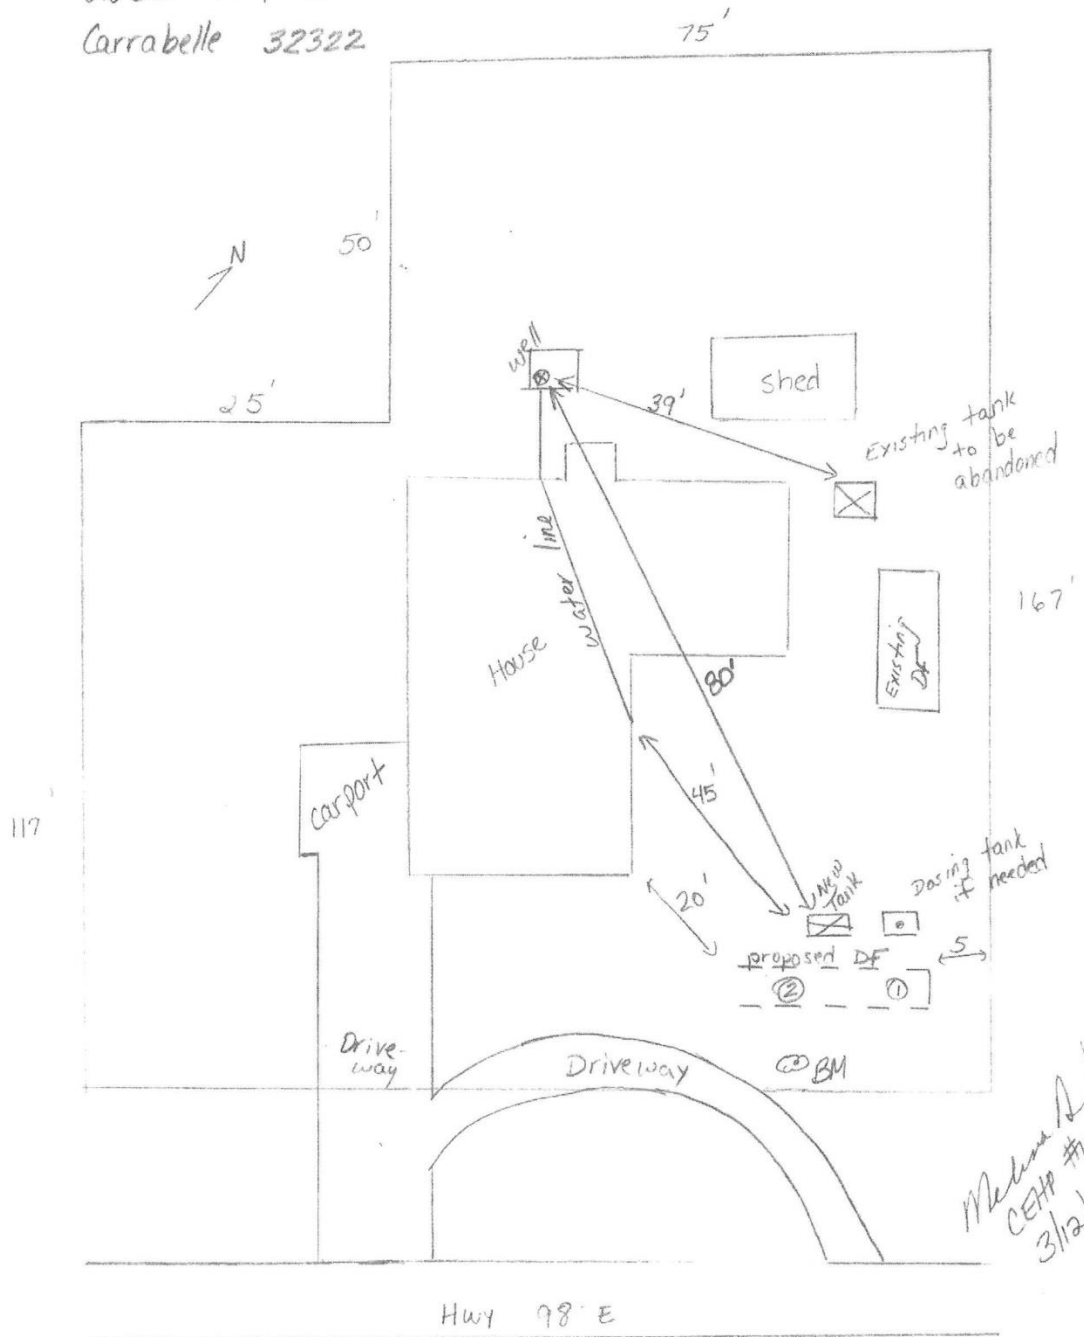 Carrabelle 32322
75'
N
50'
25'
well
shed
39'
Existing tank
to be
abandoned
water line
House
80'
Existing
DF
167'
117'
carport
45'
20'
New
Tank
Dosing tank
if needed
proposed DF
5
②
①
Drive-
way
Driveway
BM
CEHP #
3/12/
Hwy 98 E